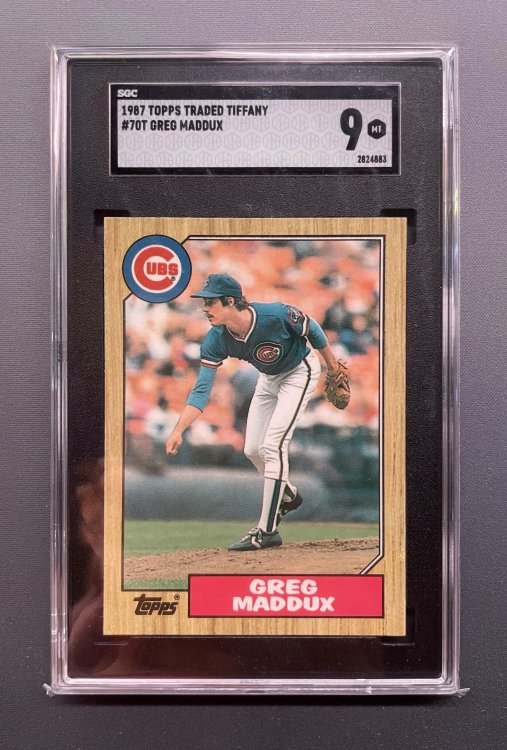 SGC
1987 TOPPS TRADED TIFFANY
#70T GREG MADDUX
9
MT
2824883
CUBS
®
topps®
GREG
MADDUX